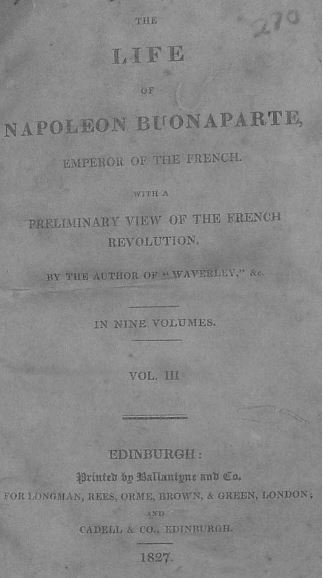 270
THE
LIFE
OF
NAPOLEON BUONAPARTE,
EMPEROR OF THE FRENCH.
WITH A
PRELIMINARY VIEW OF THE FRENCH
REVOLUTION.
BY THE AUTHOR OF "WAVERLEY," &c.
IN NINE VOLUMES.
VOL. III
EDINBURGH:
Printed by Ballantyne and Co.
FOR LONGMAN, REES, ORME, BROWN, & GREEN, LONDON;
AND
CADELL & CO., EDINBURGH.
1827.